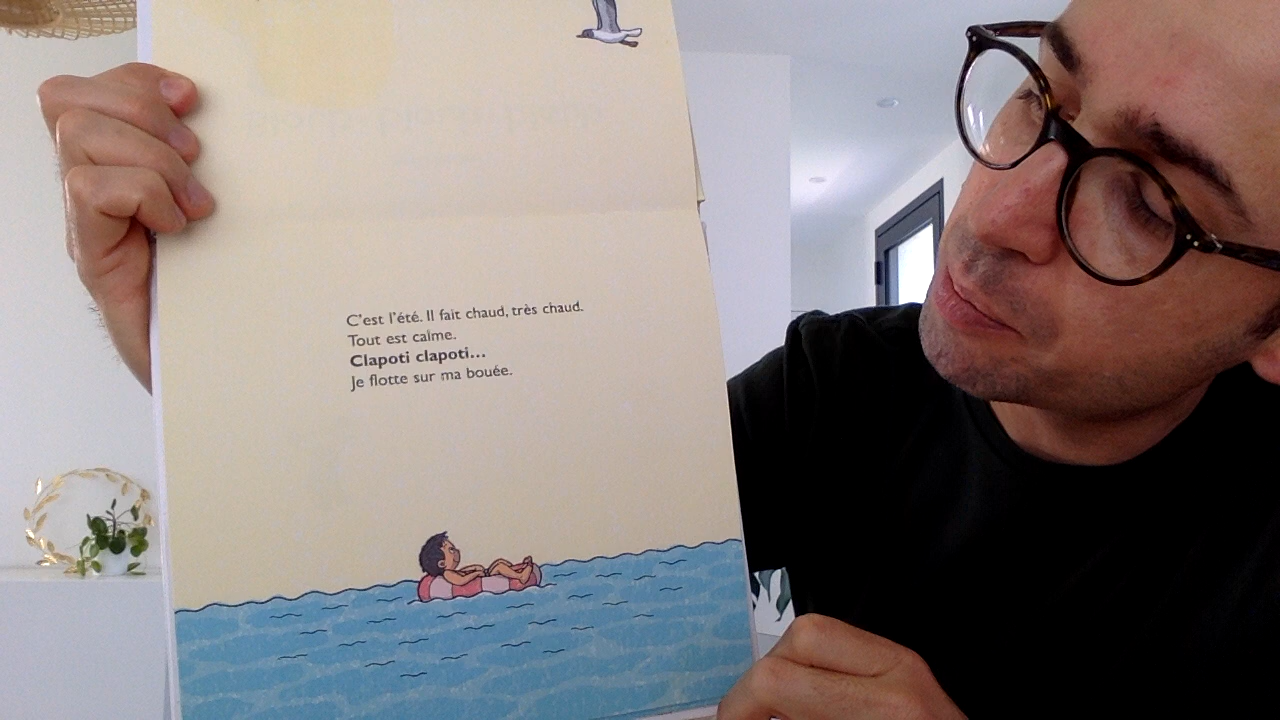 C'est l'été. Il fait chaud, très chaud.
Tout est calme.
Clapoti clapoti...
Je flotte sur ma bouée.